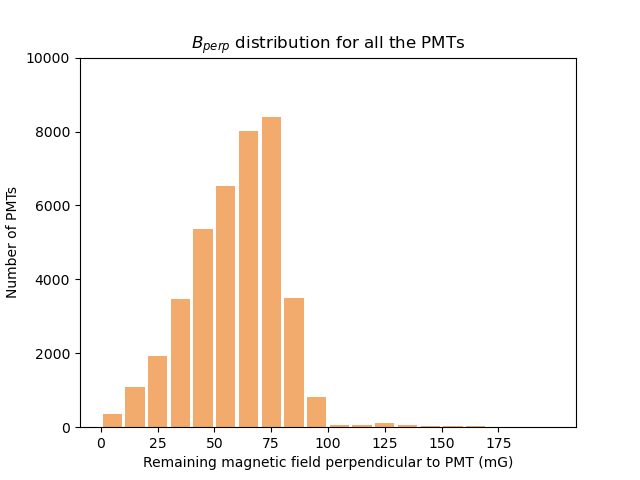 B_perp distribution for all the PMTs
10000
8000
6000
4000
2000
0
Number of PMTs
0 25 50 75 100 125 150 175
Remaining magnetic field perpendicular to PMT (mG)